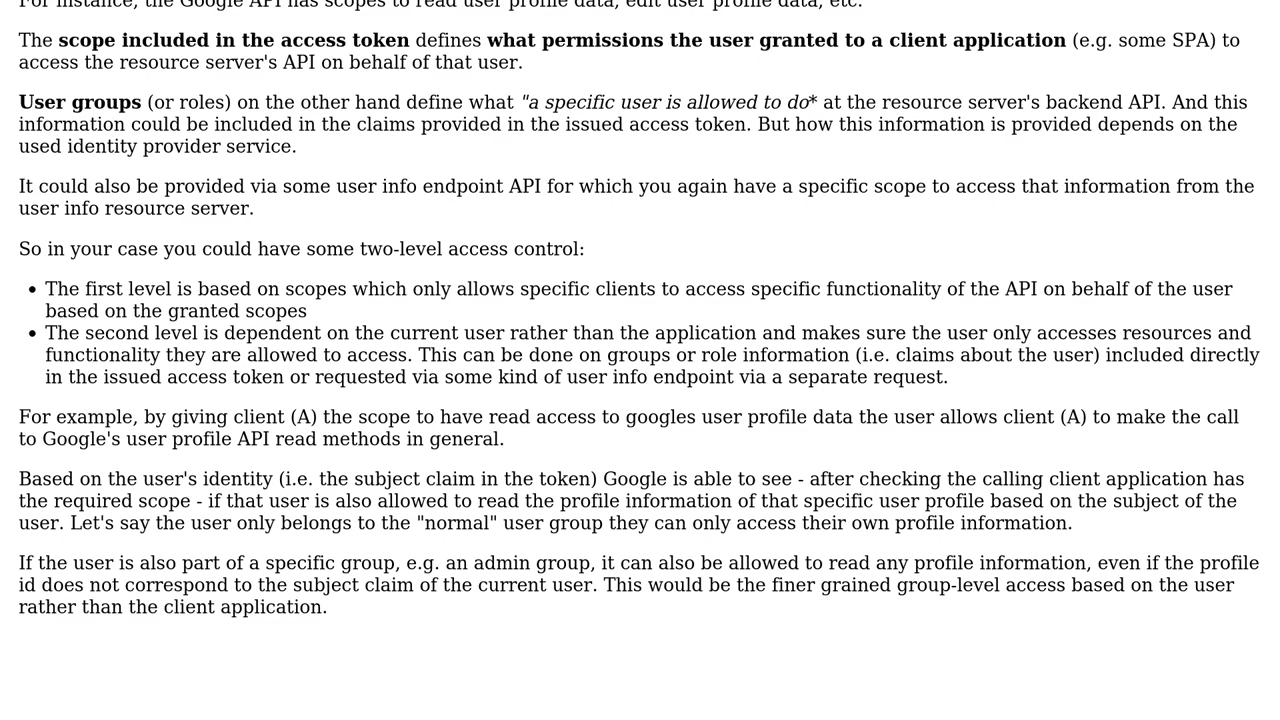 For instance, the Google API has scopes to read user profile data, edit user profile data, etc.
The scope included in the access token defines what permissions the user granted to a client application (e.g. some SPA) to
access the resource server's API on behalf of that user.
User groups (or roles) on the other hand define what "a specific user is allowed to do* at the resource server's backend API. And this
information could be included in the claims provided in the issued access token. But how this information is provided depends on the
used identity provider service.
It could also be provided via some user info endpoint API for which you again have a specific scope to access that information from the
user info resource server.
So in your case you could have some two-level access control:
• The first level is based on scopes which only allows specific clients to access specific functionality of the API on behalf of the user
based on the granted scopes
• The second level is dependent on the current user rather than the application and makes sure the user only accesses resources and
functionality they are allowed to access. This can be done on groups or role information (i.e. claims about the user) included directly
in the issued access token or requested via some kind of user info endpoint via a separate request.
For example, by giving client (A) the scope to have read access to googles user profile data the user allows client (A) to make the call
to Google's user profile API read methods in general.
Based on the user's identity (i.e. the subject claim in the token) Google is able to see - after checking the calling client application has
the required scope - if that user is also allowed to read the profile information of that specific user profile based on the subject of the
user. Let's say the user only belongs to the "normal" user group they can only access their own profile information.
If the user is also part of a specific group, e.g. an admin group, it can also be allowed to read any profile information, even if the profile
id does not correspond to the subject claim of the current user. This would be the finer grained group-level access based on the user
rather than the client application.